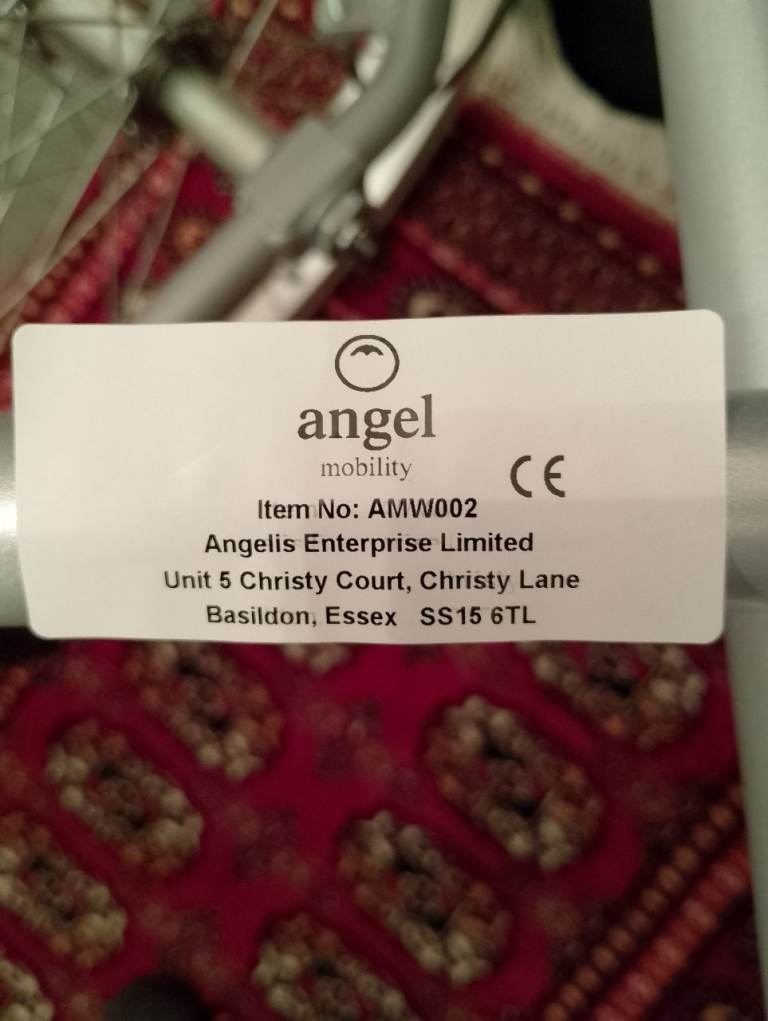 angel
mobility
CE
Item No: AMW002
Angelis Enterprise Limited
Unit 5 Christy Court, Christy Lane
Basildon, Essex SS15 6TL